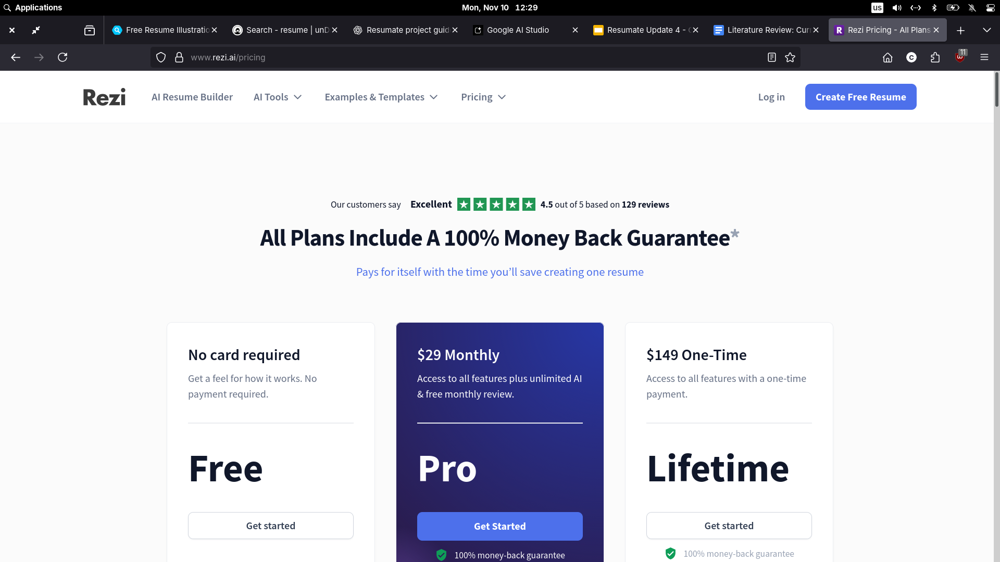 Applications
Mon, Nov 10 12:29
us
Free Resume Illustratio
Search - resume | unD
Resumate project guid
Google AI Studio
Resumate Update 4 - G
Literature Review: Curr
Rezi Pricing - All Plans
www.rezi.ai/pricing
11
Rezi
AI Resume Builder
AI Tools
Examples & Templates
Pricing
Log in
Create Free Resume
Our customers say Excellent 4.5 out of 5 based on 129 reviews
All Plans Include A 100% Money Back Guarantee*
Pays for itself with the time you’ll save creating one resume
No card required
Get a feel for how it works. No
payment required.
Free
Get started
$29 Monthly
Access to all features plus unlimited AI
& free monthly review.
Pro
Get Started
100% money-back guarantee
$149 One-Time
Access to all features with a one-time
payment.
Lifetime
Get started
100% money-back guarantee